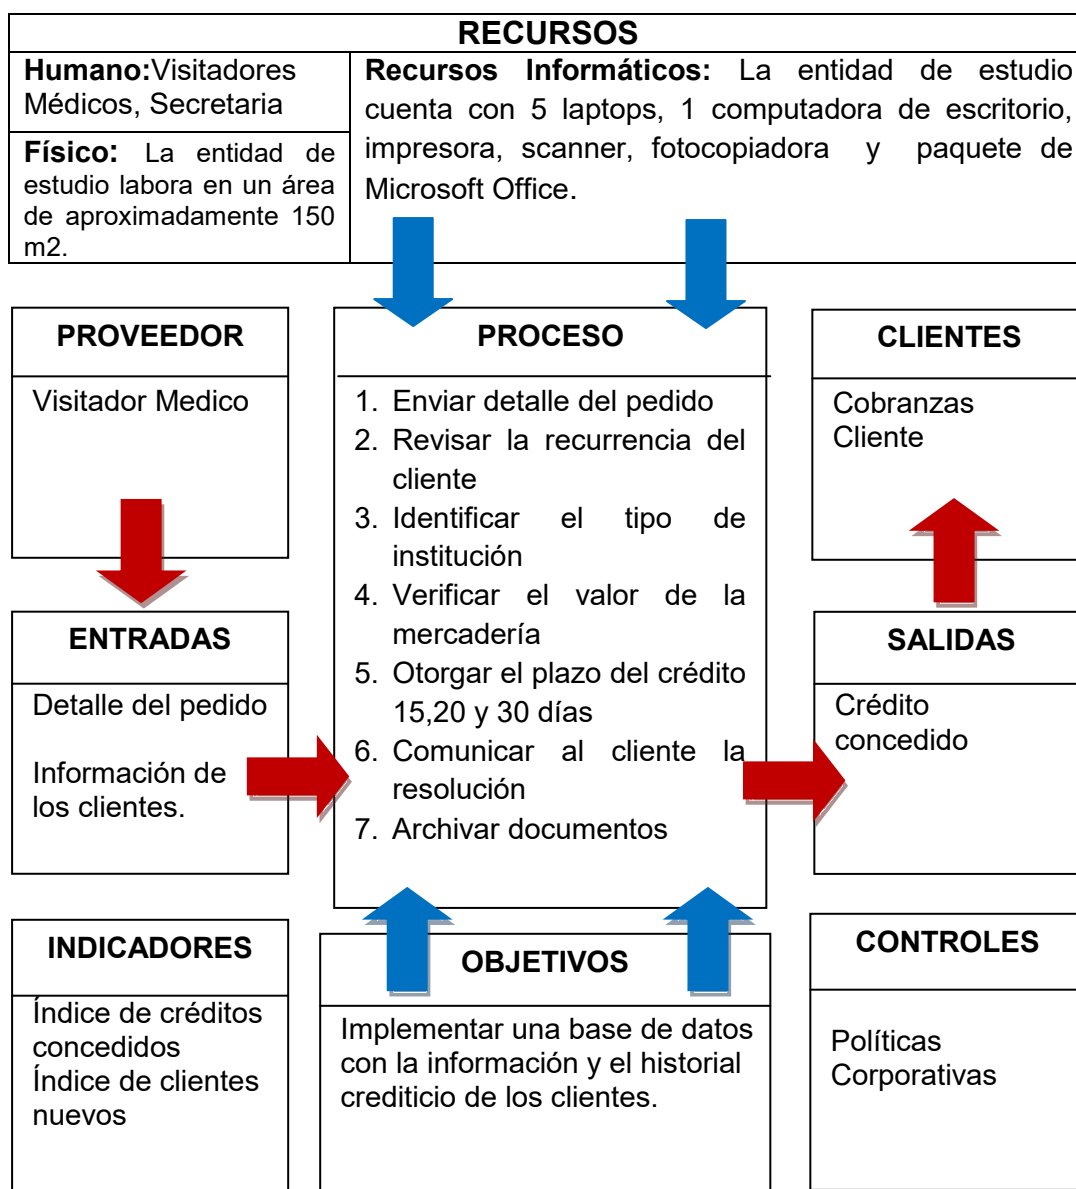 RECURSOS
Humano:Visitadores
Médicos, Secretaria
Físico: La entidad de
estudio labora en un área
de aproximadamente 150
m2.
Recursos Informáticos: La entidad de estudio
cuenta con 5 laptops, 1 computadora de escritorio,
impresora, scanner, fotocopiadora y paquete de
Microsoft Office.
PROVEEDOR
Visitador Medico
ENTRADAS
Detalle del pedido
Información de
los clientes.
INDICADORES
Índice de créditos
concedidos
Índice de clientes
nuevos
PROCESO
1. Enviar detalle del pedido
2. Revisar la recurrencia del
cliente
3. Identificar el tipo de
institución
4. Verificar el valor de la
mercadería
5. Otorgar el plazo del crédito
15,20 y 30 días
6. Comunicar al cliente la
resolución
7. Archivar documentos
OBJETIVOS
Implementar una base de datos
con la información y el historial
crediticio de los clientes.
CLIENTES
Cobranzas
Cliente
SALIDAS
Crédito
concedido
CONTROLES
Políticas
Corporativas